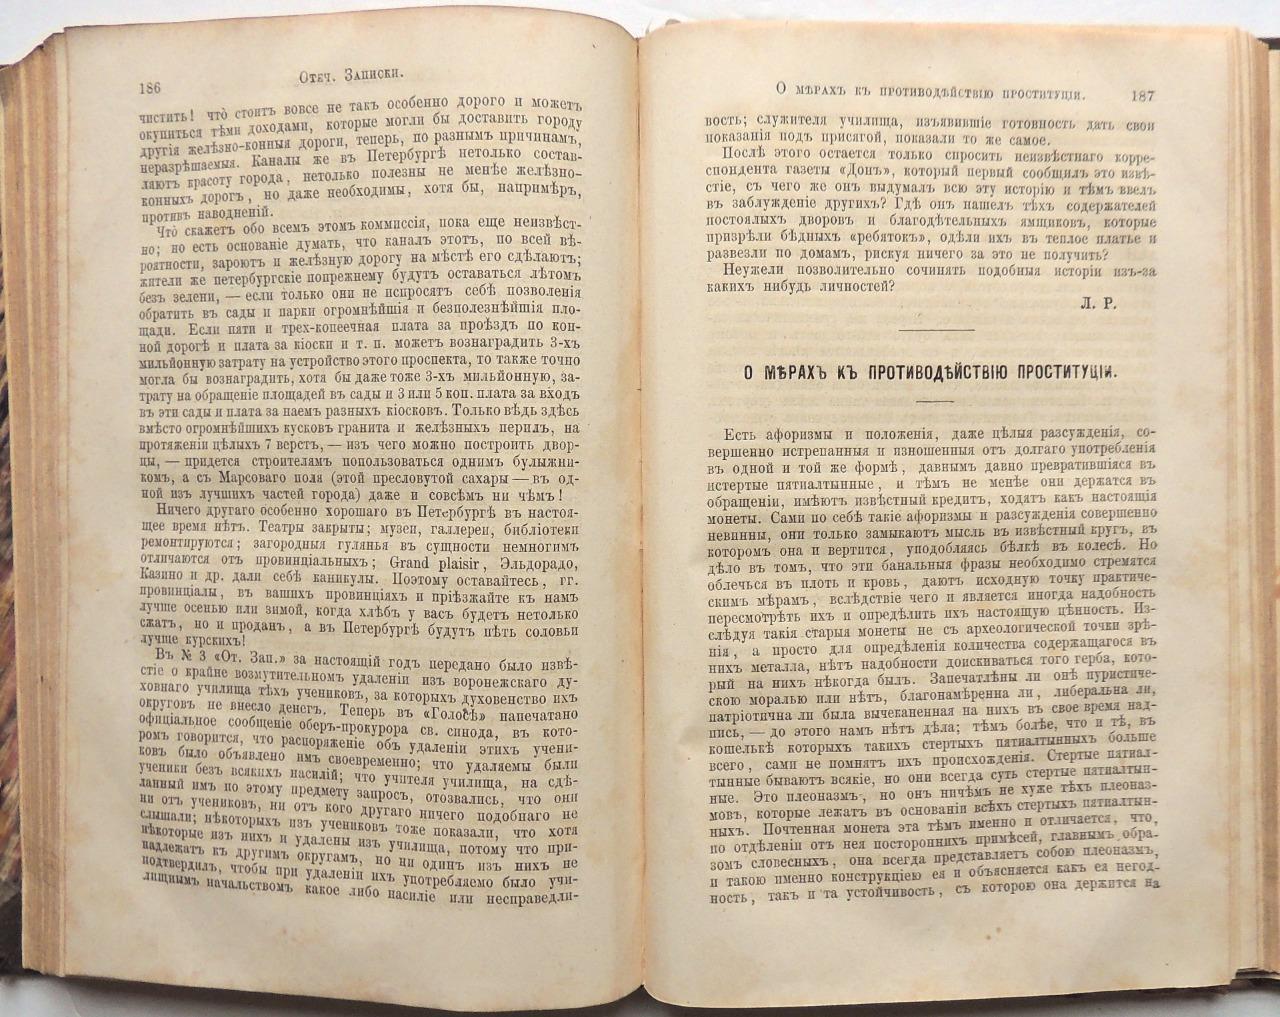 186
Отеч. Записки.
чистить! что̀ стоитъ вовсе не такъ особенно дорого и можетъ
окупиться тѣми доходами, которые могли бы доставить городу
другія желѣзно-конныя дороги, теперь, по разнымъ причинамъ,
неразрѣшаемыя. Каналы же въ Петербургѣ нетолько состав-
ляютъ красоту города, нетолько полезны не менѣе желѣзно-
конныхъ дорогъ, но даже необходимы, хотя бы, напримѣръ,
противъ наводненій.
Что̀ скажетъ обо всемъ этомъ коммиссія, пока еще неизвѣст-
но; но есть основаніе думать, что каналъ этотъ, по всей вѣ-
роятности, зароютъ и желѣзную дорогу на мѣстѣ его сдѣлаютъ;
жители же петербургскіе попрежнему будутъ оставаться лѣтомъ
безъ зелени, — если только они не испросятъ себѣ позволенія
обратить въ сады и парки огромнѣйшія и безполезнѣйшія пло-
щади. Если пяти и трех-копеечная плата за проѣздъ по кон-
ной дорогѣ и плата за кіоски и т. п. можетъ вознаградить 3-хъ
мильйонную затрату на устройство этого проспекта, то также точно
могла бы вознаградить, хотя бы даже тоже 3-хъ мильйонную, за-
трату на обращеніе площадей въ сады и 3 или 5 коп. плата за входъ
въ эти сады и плата за наемъ разныхъ кіосковъ. Только вѣдь здѣсь
вмѣсто огромнѣйшихъ кусковъ гранита и желѣзныхъ перилъ, на
протяженіи цѣлыхъ 7 верстъ, — изъ чего можно построить двор-
цы, — придется строителямъ попользоваться однимъ булыжни-
комъ, а съ Марсоваго поля (этой пресловутой сахары — въ од-
ной изъ лучшихъ частей города) даже и совсѣмъ ни чѣмъ!
Ничего другаго особенно хорошаго въ Петербургѣ въ настоя-
щее время нѣтъ. Театры закрыты; музеи, галлереи, библіотеки
ремонтируются; загородныя гулянья въ сущности немногимъ
отличаются отъ провинціальныхъ; Grand plaisir, Эльдорадо,
Казино и др. дали себѣ каникулы. Поэтому оставайтесь, гг.
провинціалы, въ вашихъ провинціяхъ и пріѣзжайте къ намъ
лучше осенью или зимой, когда хлѣбъ у васъ будетъ нетолько
сжатъ, но и проданъ, а въ Петербургѣ будутъ пѣть соловьи
лучше курскихъ!
Въ № 3 «От. Зап.» за настоящій годъ передано было извѣ-
стіе о крайне возмутительномъ удаленіи изъ воронежскаго ду-
ховнаго училища тѣхъ учениковъ, за которыхъ духовенство ихъ
округовъ не внесло денегъ. Теперь въ «Голосѣ» напечатано
офиціальное сообщеніе оберъ-прокурора св. синода, въ кото-
ромъ говорится, что распоряженіе объ удаленіи этихъ учени-
ковъ было объявлено имъ своевременно; что удаляемы были
ученики безъ всякихъ насилій; что учителя училища, на сдѣ-
ланный имъ по этому предмету запросъ, отозвались, что они
ни отъ учениковъ, ни отъ кого другаго ничего подобнаго не
слышали; нѣкоторыхъ изъ учениковъ тоже показали, что хотя
нѣкоторые изъ нихъ и удалены изъ училища, потому что при-
надлежатъ къ другимъ округамъ, но ни одинъ изъ нихъ не
подтвердилъ, чтобы при удаленіи ихъ употребляемо было учи-
лищнымъ начальствомъ какое либо насиліе или несправедли-
О мѣрахъ къ противодѣйствію проституціи.
187
вость; служителя училища, изъявившіе готовность дать свои
показанія подъ присягой, показали то же самое.
Послѣ этого остается только спросить неизвѣстнаго корре-
спондента газеты «Донъ», который первый сообщилъ это извѣ-
стіе, съ чего же онъ выдумалъ всю эту исторію и тѣмъ ввелъ
въ заблужденіе другихъ? Гдѣ онъ нашелъ тѣхъ содержателей
постоялыхъ дворовъ и благодѣтельныхъ ямщиковъ, которые
призрѣли бѣдныхъ «ребятокъ», одѣли ихъ въ теплое платье и
развезли по домамъ, рискуя ничего за это не получить?
Неужели позволительно сочинять подобныя исторіи изъ-за
какихъ нибудь личностей?
Л. Р.
О МѢРАХЪ КЪ ПРОТИВОДѢЙСТВІЮ ПРОСТИТУЦІИ.
Есть афоризмы и положенія, даже цѣлыя разсужденія, со-
вершенно истрепанныя и изношенныя отъ долгаго употребленія
въ одной и той же формѣ, давнымъ давно превратившіяся въ
истертые пятиалтынные, и тѣмъ не менѣе они держатся въ
обращеніи, имѣютъ извѣстный кредитъ, ходятъ какъ настоящія
монеты. Сами по себѣ такіе афоризмы и разсужденія совершенно
невинны, они только замыкаютъ мысль въ извѣстный кругъ, въ
которомъ она и вертится, уподобляясь бѣлкѣ въ колесѣ. Но
дѣло въ томъ, что эти банальныя фразы необходимо стремятся
облечься въ плоть и кровь, даютъ исходную точку практиче-
скимъ мѣрамъ, вслѣдствіе чего и является иногда надобность
пересмотрѣть ихъ и опредѣлить ихъ настоящую цѣнность. Из-
слѣдуя такія старыя монеты не съ археологической точки зрѣ-
нія, а просто для опредѣленія количества содержащагося въ
нихъ металла, нѣтъ надобности доискиваться того герба, кото-
рый на нихъ нѣкогда былъ. Запечатлѣны ли онѣ пуристиче-
скою моралью или нѣтъ, благонамѣренна ли, либеральна ли,
патріотична ли была вычеканенная на нихъ въ свое время над-
пись, — до этого намъ нѣтъ дѣла; тѣмъ болѣе, что и тѣ, въ
кошелькѣ которыхъ такихъ стертыхъ пятиалтынныхъ больше
всего, сами не помнятъ ихъ происхожденія. Стертые пятиал-
тынные бываютъ всякіе, но они всегда суть стертые пятиалтын-
ные. Это плеоназмъ, но онъ ничѣмъ не хуже тѣхъ плеоназ-
мовъ, которые лежатъ въ основаніи всѣхъ стертыхъ пятиалтын-
ныхъ. Почтенная монета эта тѣмъ именно и отличается, что,
по отдѣленіи отъ нея постороннихъ примѣсей, главнымъ обра-
зомъ словесныхъ, она всегда представляетъ собою плеоназмъ,
и такою именно конструкціею ея и объясняется какъ ея негод-
ность, такъ и та устойчивость, съ которою она держится на